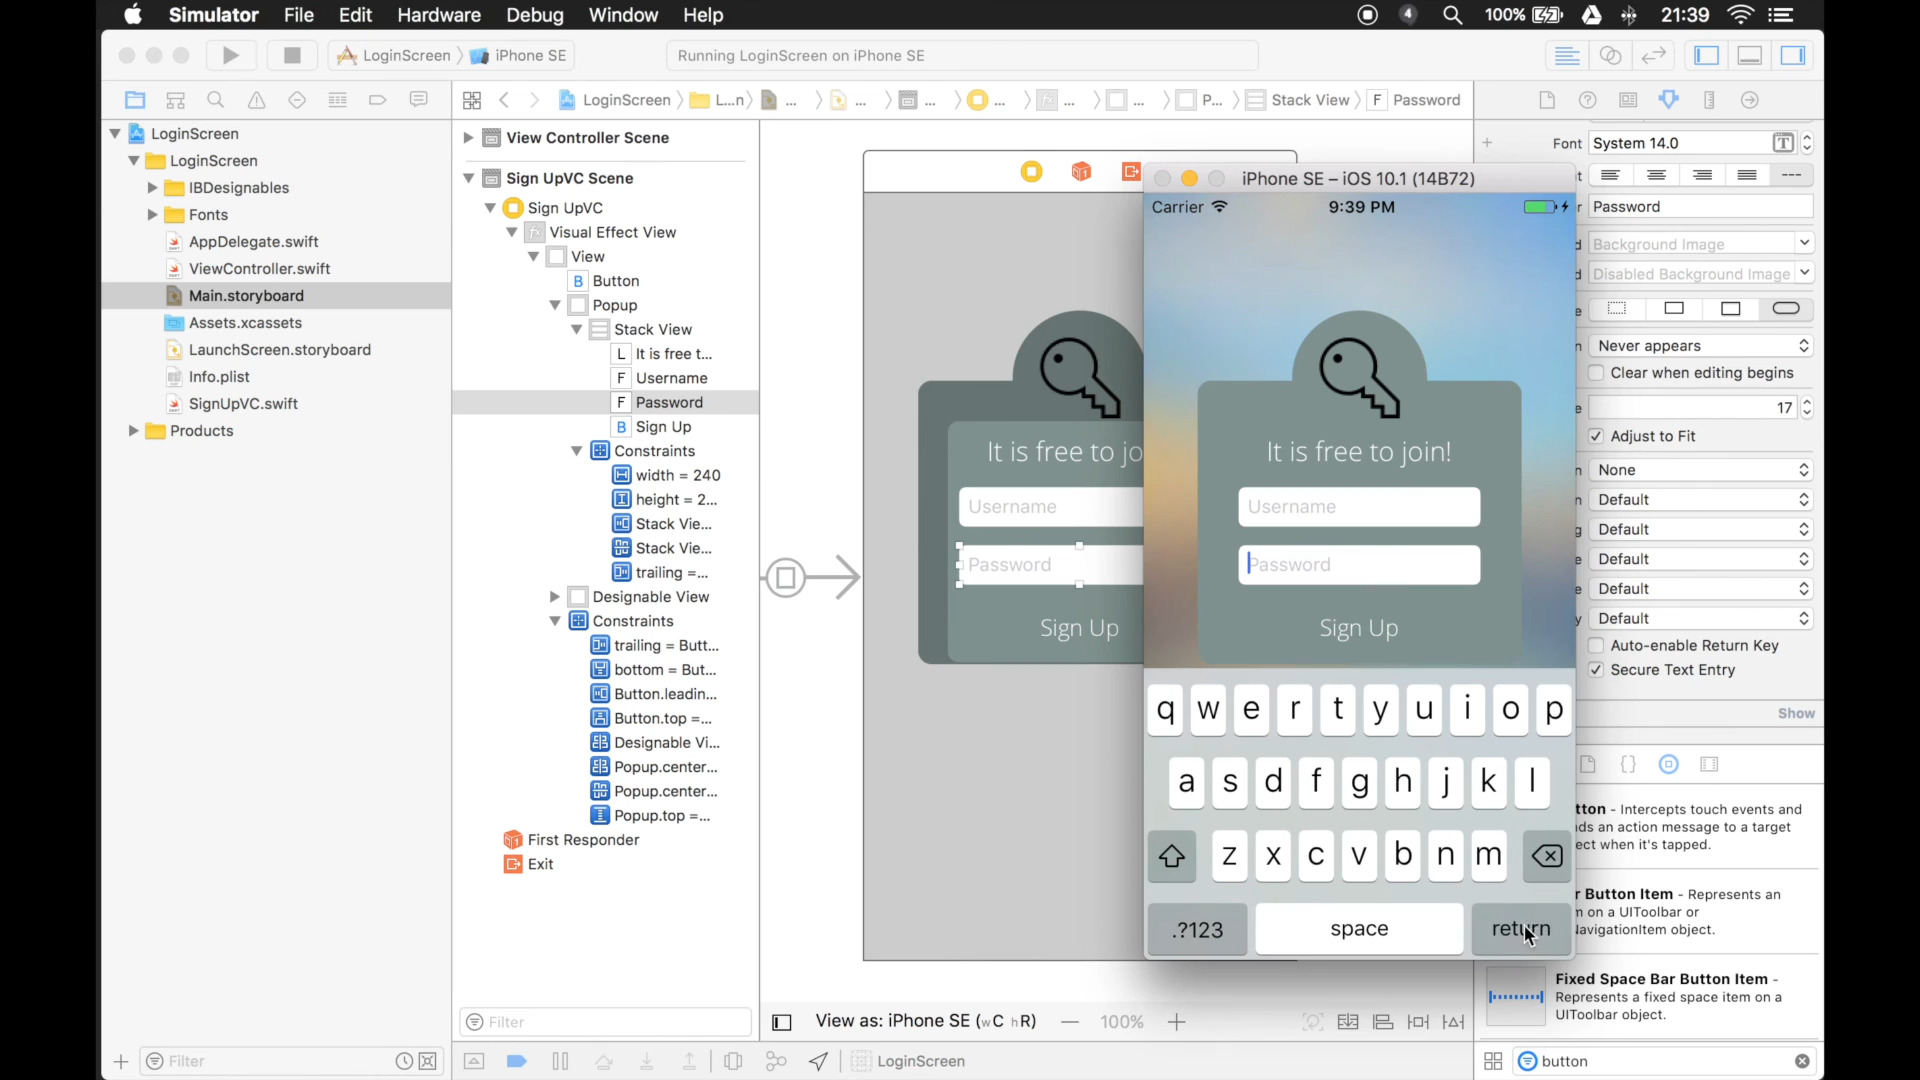 Simulator File Edit Hardware Debug Window Help 4 100% 21:39
LoginScreen iPhone SE Running LoginScreen on iPhone SE
LoginScreen L...n ... ... ... ... ... ... P... Stack View F Password
LoginScreen
LoginScreen
IBDesignables
Fonts
AppDelegate.swift
ViewController.swift
Main.storyboard
Assets.xcassets
LaunchScreen.storyboard
Info.plist
SignUpVC.swift
Products
Filter
View Controller Scene
Sign UpVC Scene
Sign UpVC
Visual Effect View
View
B Button
Popup
Stack View
L It is free t...
F Username
F Password
B Sign Up
Constraints
width = 240
height = 2...
Stack Vie...
Stack Vie...
trailing =...
Designable View
Constraints
trailing = Butt...
bottom = But...
Button.leadin...
Button.top =...
Designable Vi...
Popup.center...
Popup.center...
Popup.top =...
First Responder
Exit
Filter
It is free to jo
Username
Password
Sign Up
View as: iPhone SE (wC hR) — 100% +
LoginScreen
iPhone SE – iOS 10.1 (14B72)
Carrier 9:39 PM
It is free to join!
Username
Password
Sign Up
q w e r t y u i o p
a s d f g h j k l
z x c v b n m
.?123 space return
Font System 14.0 T
t ---
r Password
d Background Image
d Disabled Background Image
e
n Never appears
Clear when editing begins
e 17
Adjust to Fit
n None
n Default
g Default
e Default
e Default
y Default
Auto-enable Return Key
Secure Text Entry
Show
{}
tton - Intercepts touch events and
ds an action message to a target
ect when it's tapped.
r Button Item - Represents an
n on a UIToolbar or
NavigationItem object.
Fixed Space Bar Button Item -
Represents a fixed space item on a
UIToolbar object.
button